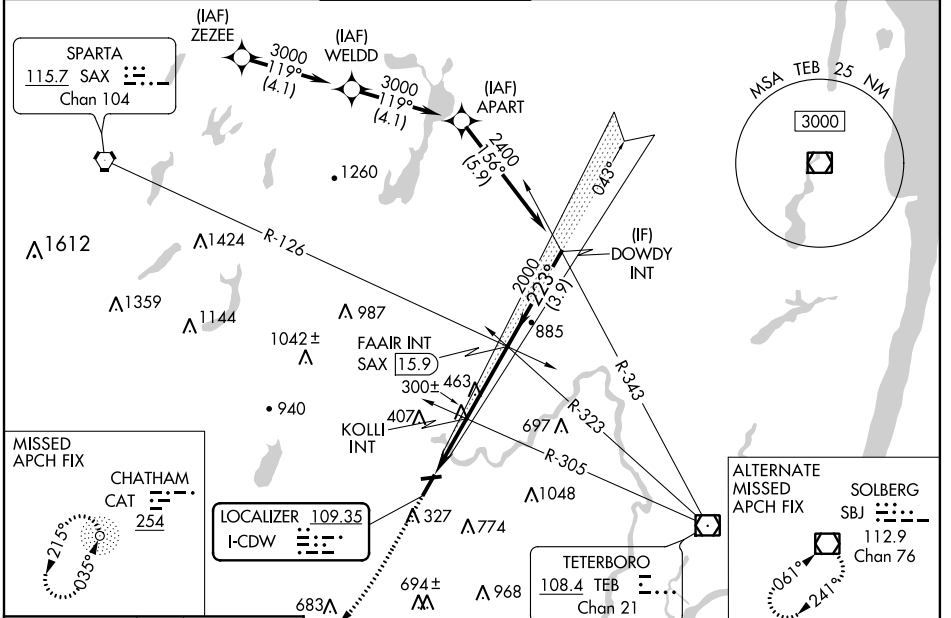 (IAF)
ZEZEE
(IAF)
WELDD
(IAF)
APART
3000
119°
(4.1)
3000
119°
(4.1)
2400
156°
(5.9)
SPARTA
115.7 SAX
Chan 104
MSA TEB 25 NM
3000
1260
043°
(IF)
DOWDY
INT
1612
1424
R-126
2000
223°
(3.9)
1359
1144
987
885
1042±
FAAIR INT
SAX 15.9
R-343
300±
463
940
407
KOLLI
INT
697
R-323
R-305
MISSED
APCH FIX
CHATHAM
CAT
254
215°
035°
LOCALIZER 109.35
I-CDW
327
774
1048
TETERBORO
108.4 TEB
Chan 21
ALTERNATE
MISSED
APCH FIX
SOLBERG
SBJ
112.9
Chan 76
061°
241°
683
694±
968